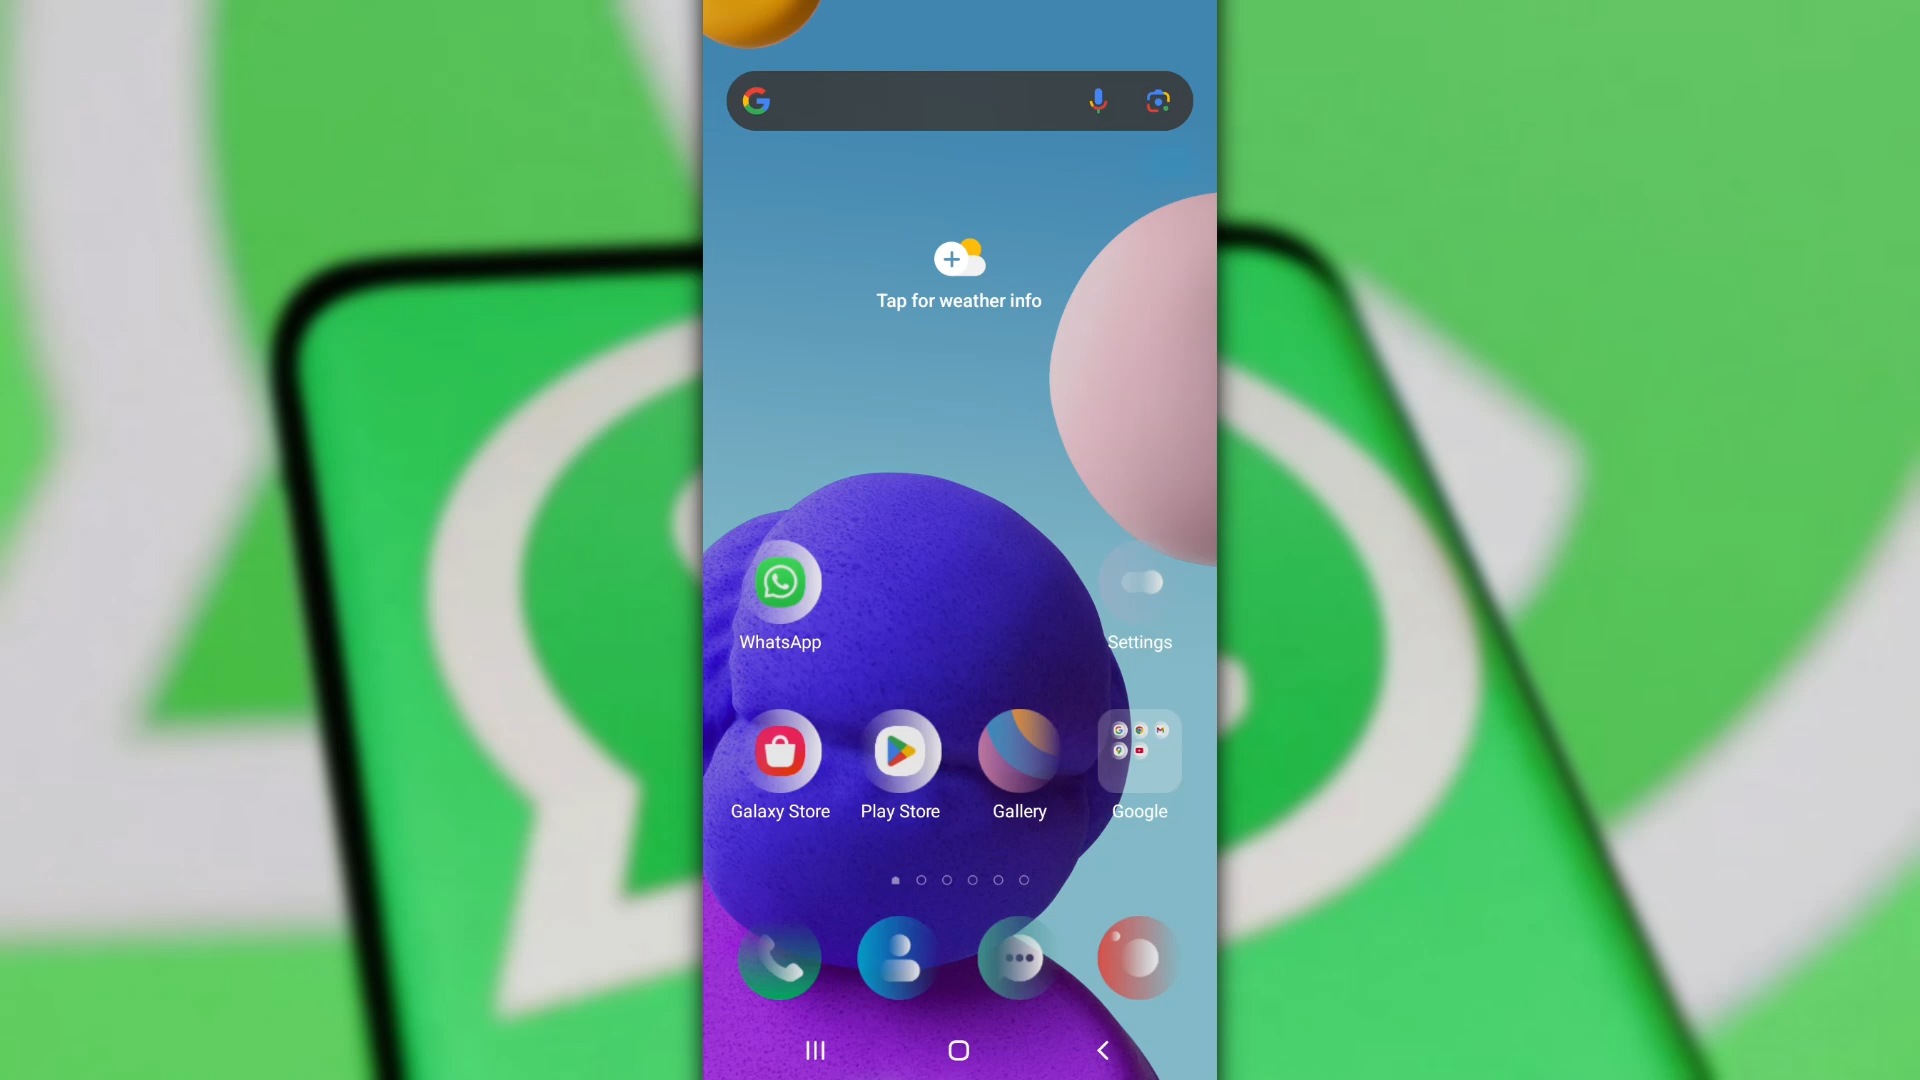 Tap for weather info
WhatsApp
Settings
Galaxy Store
Play Store
Gallery
Google